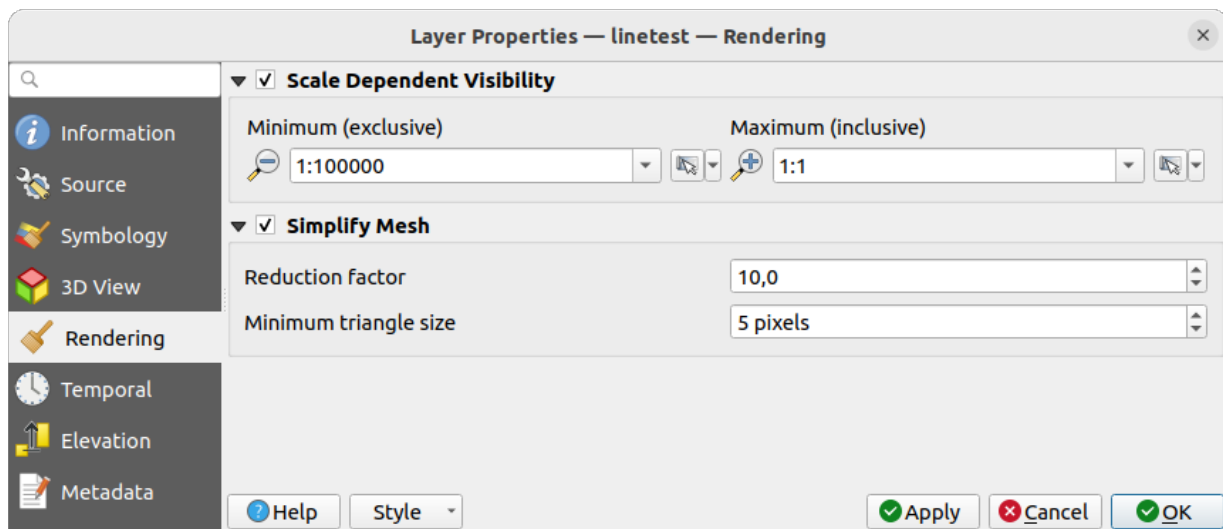 Layer Properties — linetest — Rendering
Information
Source
Symbology
3D View
Rendering
Temporal
Elevation
Metadata
Scale Dependent Visibility
Minimum (exclusive)
1:100000
Maximum (inclusive)
1:1
Simplify Mesh
Reduction factor
10,0
Minimum triangle size
5 pixels
Help
Style
Apply
Cancel
OK